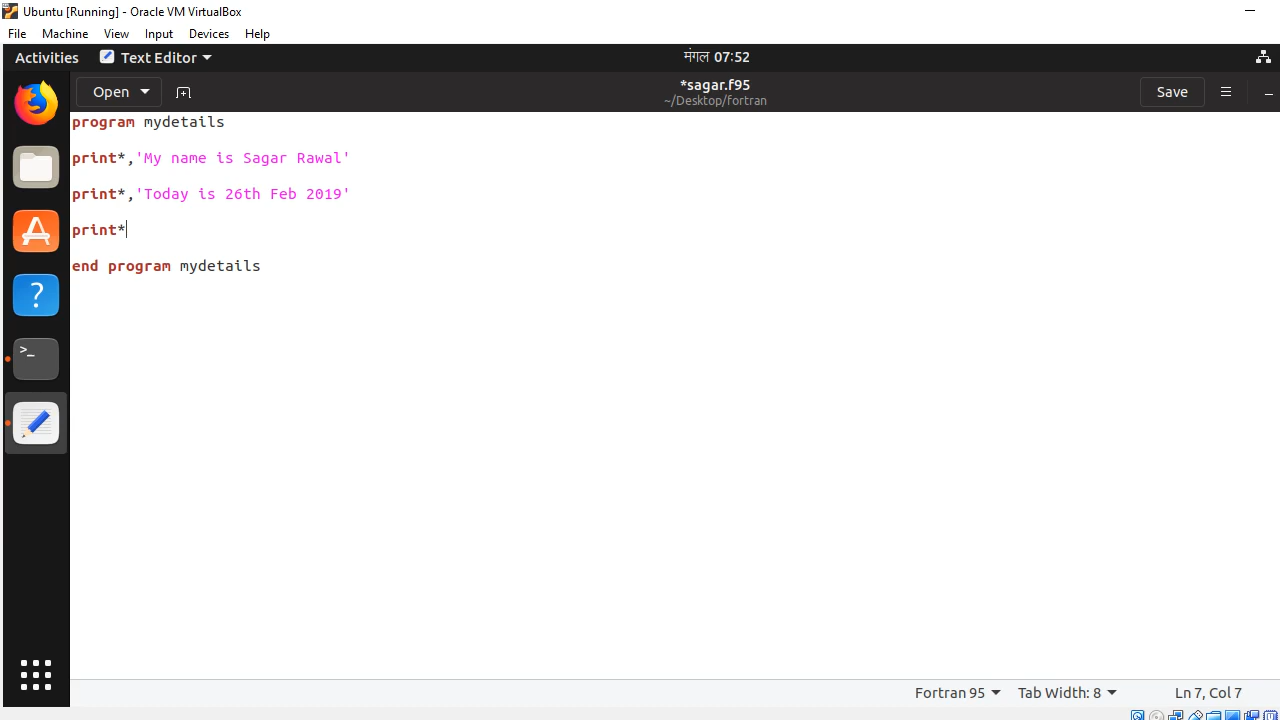 Ubuntu [Running] - Oracle VM VirtualBox
File Machine View Input Devices Help
Activities Text Editor मंगल 07:52
Open *sagar.f95 Save
~/Desktop/fortran
program mydetails
print*,'My name is Sagar Rawal'
print*,'Today is 26th Feb 2019'
print*
end program mydetails
Fortran 95 Tab Width: 8 Ln 7, Col 7